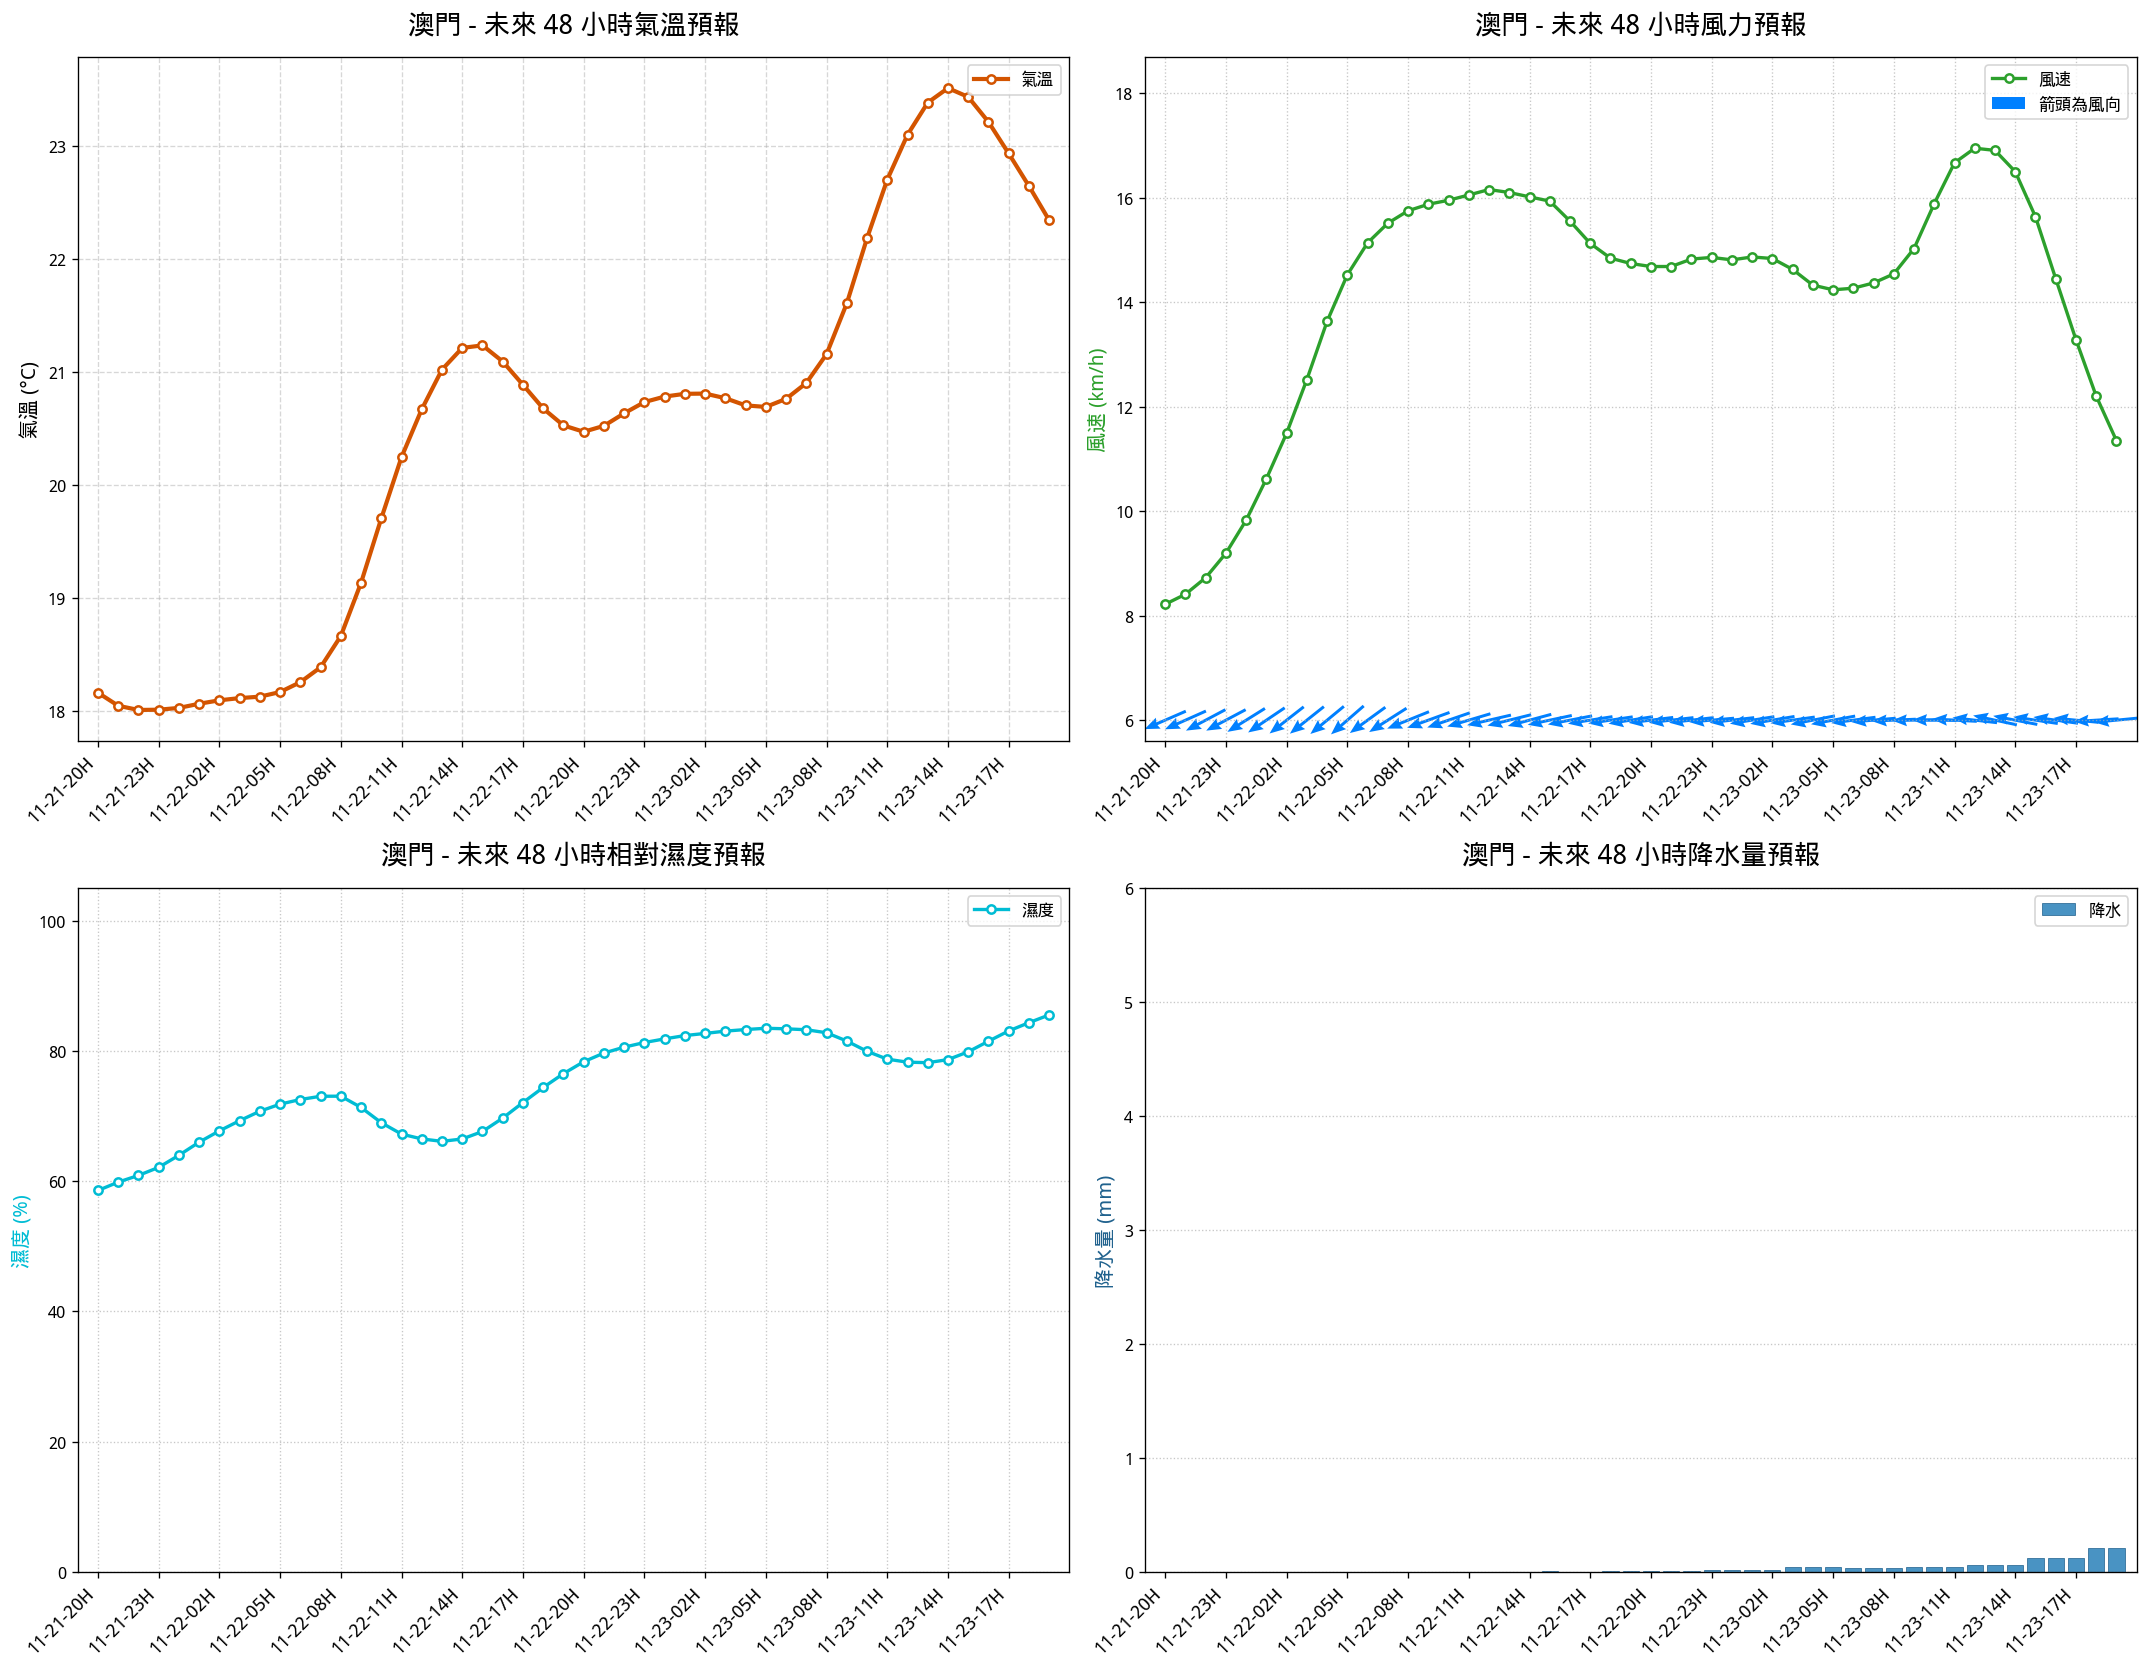 澳門 - 未來 48 小時氣溫預報
氣溫
氣溫 (°C)
23
22
21
20
19
18
11-21-20H
11-21-23H
11-22-02H
11-22-05H
11-22-08H
11-22-11H
11-22-14H
11-22-17H
11-22-20H
11-22-23H
11-23-02H
11-23-05H
11-23-08H
11-23-11H
11-23-14H
11-23-17H
澳門 - 未來 48 小時風力預報
風速
箭頭為風向
風速 (km/h)
18
16
14
12
10
8
6
11-21-20H
11-21-23H
11-22-02H
11-22-05H
11-22-08H
11-22-11H
11-22-14H
11-22-17H
11-22-20H
11-22-23H
11-23-02H
11-23-05H
11-23-08H
11-23-11H
11-23-14H
11-23-17H
澳門 - 未來 48 小時相對濕度預報
濕度
濕度 (%)
100
80
60
40
20
0
11-21-20H
11-21-23H
11-22-02H
11-22-05H
11-22-08H
11-22-11H
11-22-14H
11-22-17H
11-22-20H
11-22-23H
11-23-02H
11-23-05H
11-23-08H
11-23-11H
11-23-14H
11-23-17H
澳門 - 未來 48 小時降水量預報
降水
降水量 (mm)
6
5
4
3
2
1
0
11-21-20H
11-21-23H
11-22-02H
11-22-05H
11-22-08H
11-22-11H
11-22-14H
11-22-17H
11-22-20H
11-22-23H
11-23-02H
11-23-05H
11-23-08H
11-23-11H
11-23-14H
11-23-17H